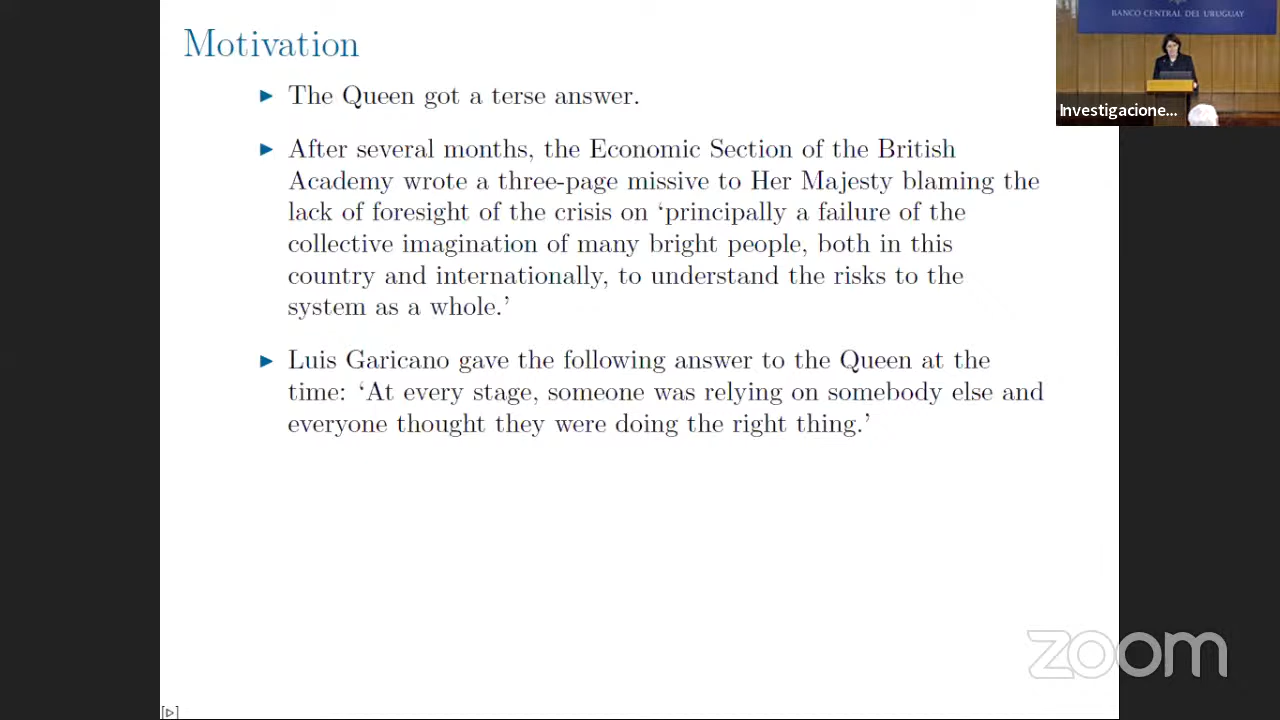 Motivation
BANCO CENTRAL DEL URUGUAY
Investigacione...
▶ The Queen got a terse answer.
▶ After several months, the Economic Section of the British
Academy wrote a three-page missive to Her Majesty blaming the
lack of foresight of the crisis on ‘principally a failure of the
collective imagination of many bright people, both in this
country and internationally, to understand the risks to the
system as a whole.’
▶ Luis Garicano gave the following answer to the Queen at the
time: ‘At every stage, someone was relying on somebody else and
everyone thought they were doing the right thing.’
zoom